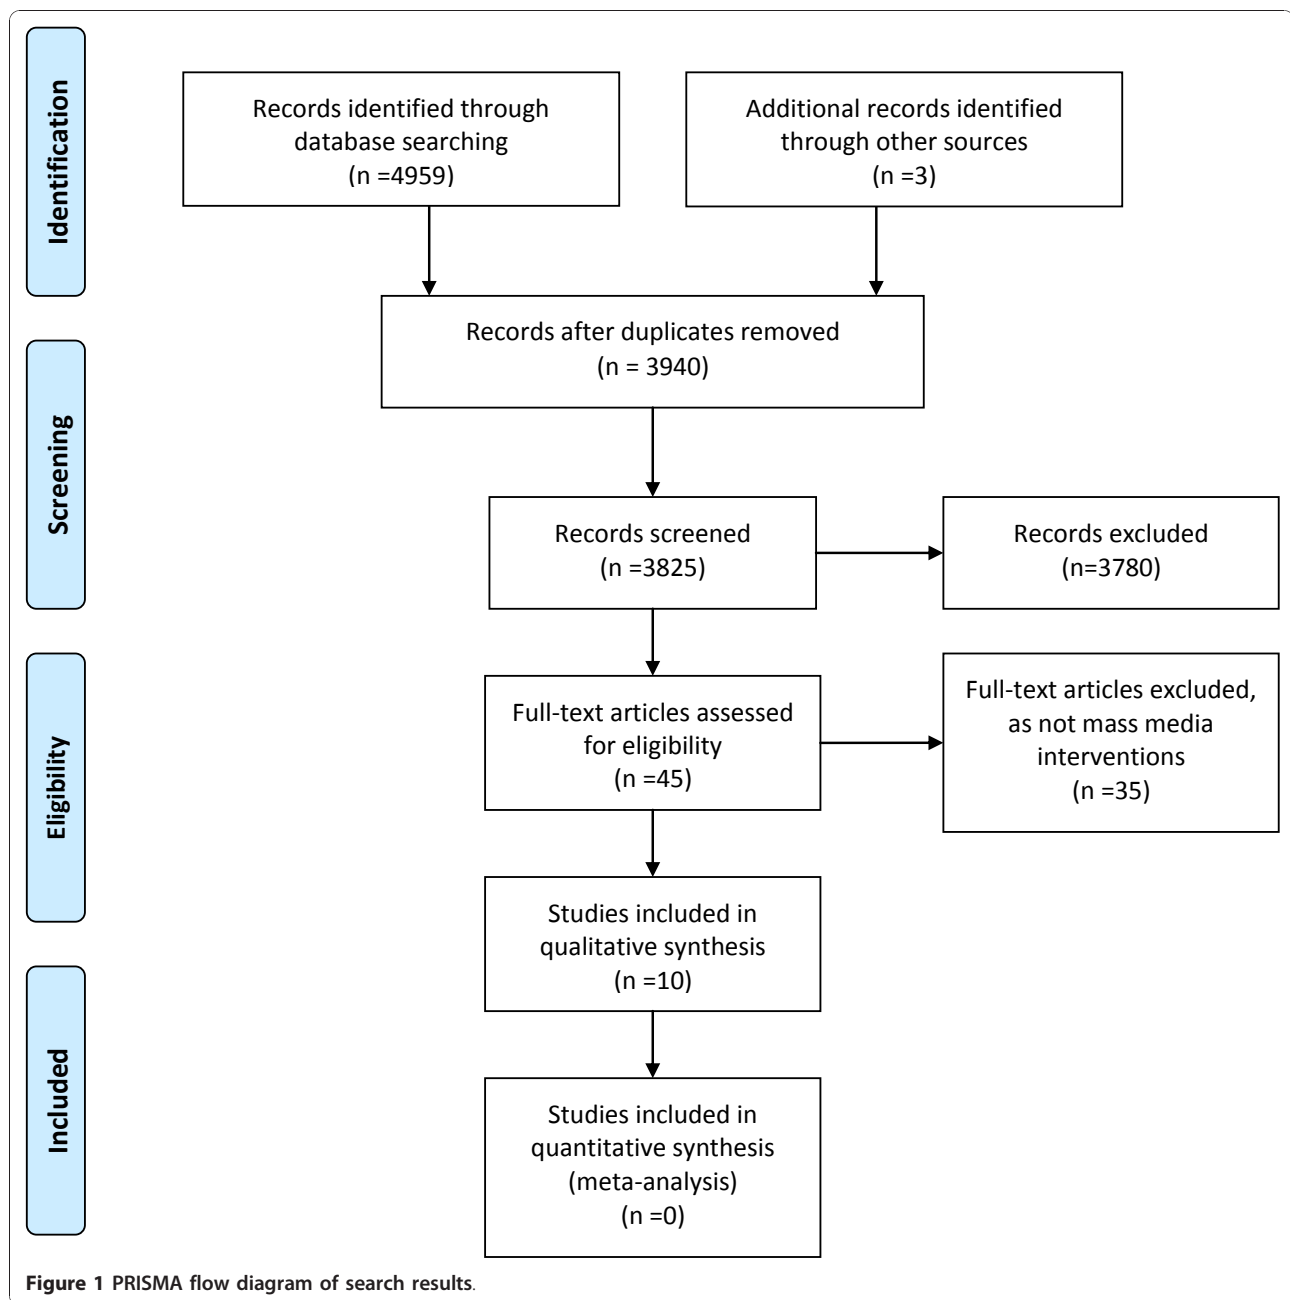 Identification
Records identified through
database searching
(n =4959)
Additional records identified
through other sources
(n =3)
Records after duplicates removed
(n = 3940)
Screening
Records screened
(n =3825)
Records excluded
(n=3780)
Eligibility
Full-text articles assessed
for eligibility
(n =45)
Full-text articles excluded,
as not mass media
interventions
(n =35)
Studies included in
qualitative synthesis
(n =10)
Included
Studies included in
quantitative synthesis
(meta-analysis)
(n =0)
Figure 1 PRISMA flow diagram of search results.